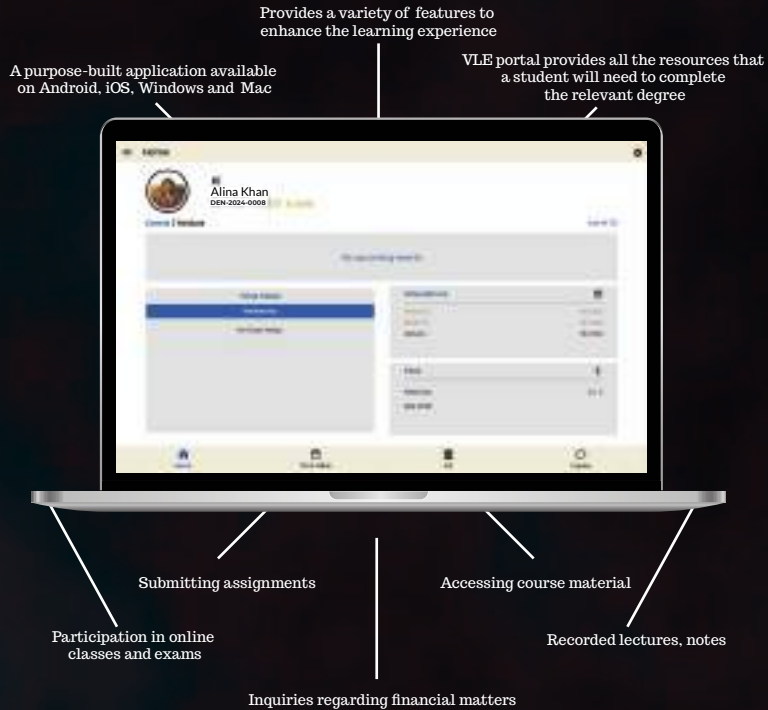 Provides a variety of features to
enhance the learning experience
A purpose-built application available
on Android, iOS, Windows and Mac
VLE portal provides all the resources that
a student will need to complete
the relevant degree
Home
Alina Khan
DEN-2024-0008
Submitting assignments
Accessing course material
Participation in online
classes and exams
Recorded lectures, notes
Inquiries regarding financial matters